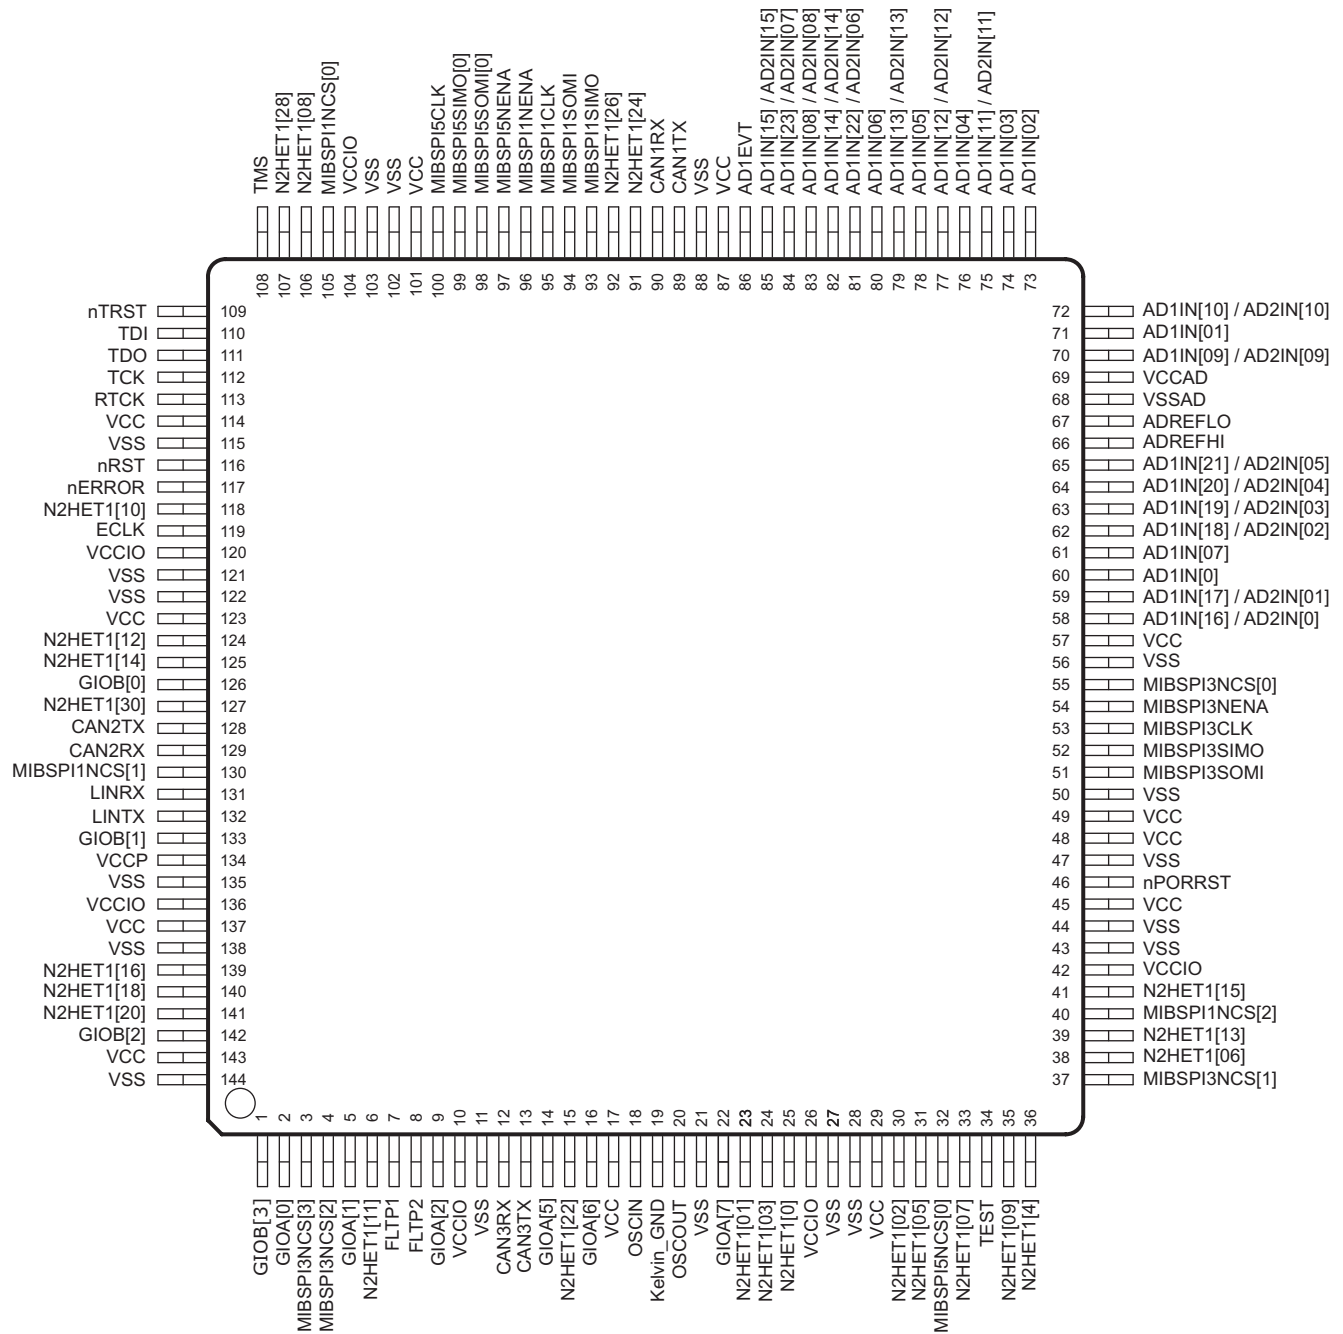 TMS
N2HET1[28]
N2HET1[08]
MIBSPI1NCS[0]
VCCIO
VSS
VSS
VCC
MIBSPI5CLK
MIBSPI5SIMO[0]
MIBSPI5SOMI[0]
MIBSPI5NENA
MIBSPI1NENA
MIBSPI1CLK
MIBSPI1SOMI
MIBSPI1SIMO
N2HET1[26]
N2HET1[24]
CAN1RX
CAN1TX
VSS
VCC
AD1EVT
AD1IN[15] / AD2IN[15]
AD1IN[23] / AD2IN[07]
AD1IN[08] / AD2IN[08]
AD1IN[14] / AD2IN[14]
AD1IN[22] / AD2IN[06]
AD1IN[06]
AD1IN[13] / AD2IN[13]
AD1IN[05]
AD1IN[12] / AD2IN[12]
AD1IN[04]
AD1IN[11] / AD2IN[11]
AD1IN[03]
AD1IN[02]
108
107
106
105
104
103
102
101
100
99
98
97
96
95
94
93
92
91
90
89
88
87
86
85
84
83
82
81
80
79
78
77
76
75
74
73
nTRST 109
TDI 110
TDO 111
TCK 112
RTCK 113
VCC 114
VSS 115
nRST 116
nERROR 117
N2HET1[10] 118
ECLK 119
VCCIO 120
VSS 121
VSS 122
VCC 123
N2HET1[12] 124
N2HET1[14] 125
GIOB[0] 126
N2HET1[30] 127
CAN2TX 128
CAN2RX 129
MIBSPI1NCS[1] 130
LINRX 131
LINTX 132
GIOB[1] 133
VCCP 134
VSS 135
VCCIO 136
VCC 137
VSS 138
N2HET1[16] 139
N2HET1[18] 140
N2HET1[20] 141
GIOB[2] 142
VCC 143
VSS 144
72 AD1IN[10] / AD2IN[10]
71 AD1IN[01]
70 AD1IN[09] / AD2IN[09]
69 VCCAD
68 VSSAD
67 ADREFLO
66 ADREFHI
65 AD1IN[21] / AD2IN[05]
64 AD1IN[20] / AD2IN[04]
63 AD1IN[19] / AD2IN[03]
62 AD1IN[18] / AD2IN[02]
61 AD1IN[07]
60 AD1IN[0]
59 AD1IN[17] / AD2IN[01]
58 AD1IN[16] / AD2IN[0]
57 VCC
56 VSS
55 MIBSPI3NCS[0]
54 MIBSPI3NENA
53 MIBSPI3CLK
52 MIBSPI3SIMO
51 MIBSPI3SOMI
50 VSS
49 VCC
48 VCC
47 VSS
46 nPORRST
45 VCC
44 VSS
43 VSS
42 VCCIO
41 N2HET1[15]
40 MIBSPI1NCS[2]
39 N2HET1[13]
38 N2HET1[06]
37 MIBSPI3NCS[1]
1
2
3
4
5
6
7
8
9
10
11
12
13
14
15
16
17
18
19
20
21
22
23
24
25
26
27
28
29
30
31
32
33
34
35
36
GIOB[3]
GIOA[0]
MIBSPI3NCS[3]
MIBSPI3NCS[2]
GIOA[1]
N2HET1[11]
FLTP1
FLTP2
GIOA[2]
VCCIO
VSS
CAN3RX
CAN3TX
GIOA[5]
N2HET1[22]
GIOA[6]
VCC
OSCIN
Kelvin_GND
OSCOUT
VSS
GIOA[7]
N2HET1[01]
N2HET1[03]
N2HET1[0]
VCCIO
VSS
VSS
VCC
N2HET1[02]
N2HET1[05]
MIBSPI5NCS[0]
N2HET1[07]
TEST
N2HET1[09]
N2HET1[4]